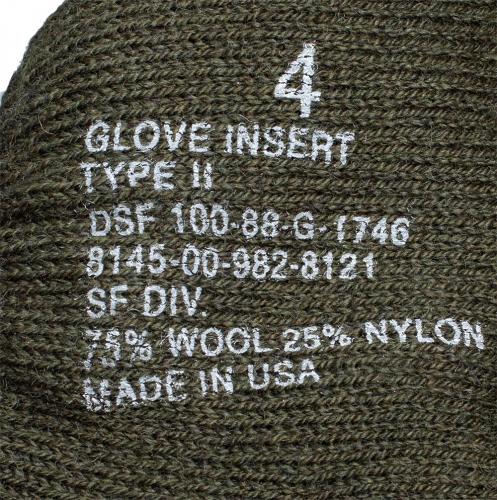 4
GLOVE INSERT
TYPE II
DSF 100-88-G-1746
8145-00-982-8121
SF DIV.
75% WOOL 25% NYLON
MADE IN USA